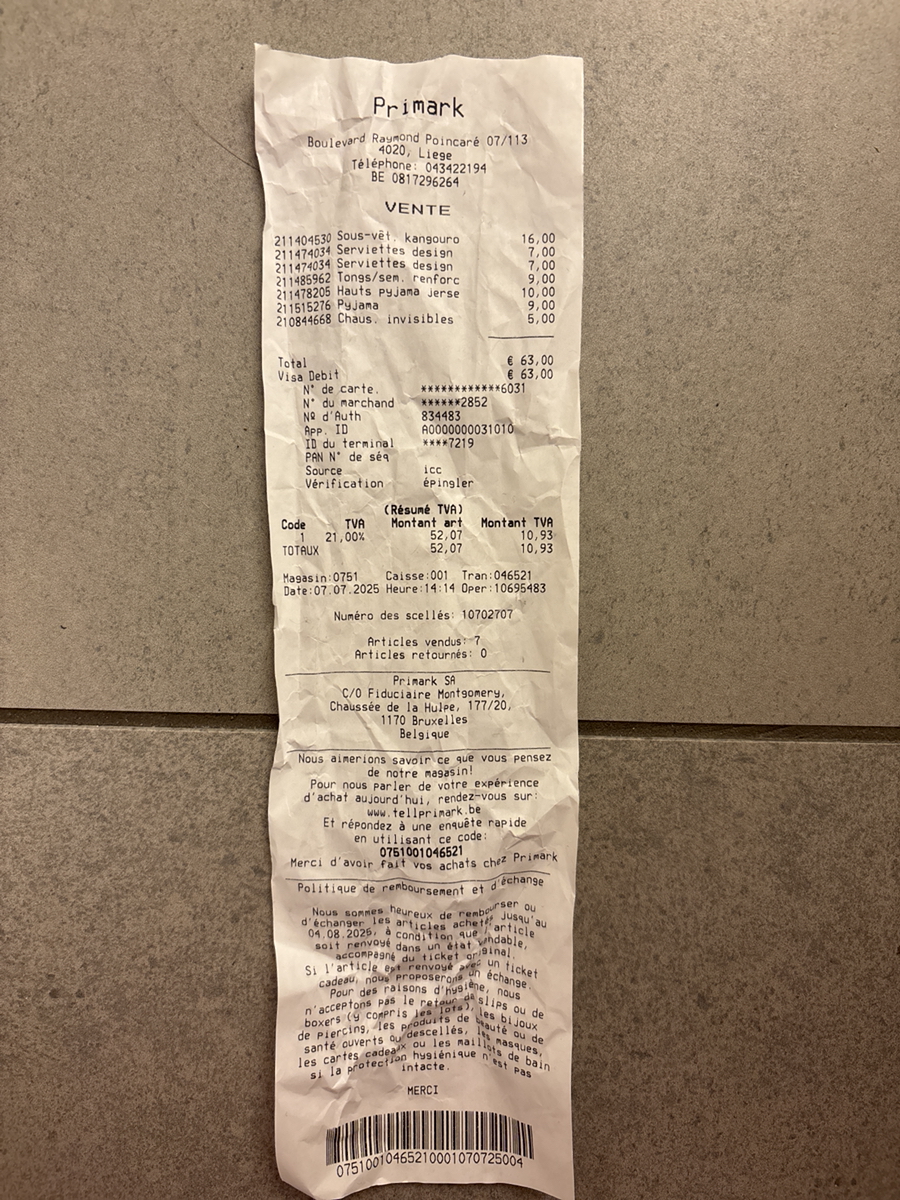 Primark
Boulevard Raymond Poincaré 07/113
4020, Liege
Téléphone: 043422194
BE 0817296264
VENTE
211404530 Sous-vêt. kangouro 16,00
211474034 Serviettes design 7,00
211474034 Serviettes design 7,00
211485962 Tongs/sem. renforc 9,00
211478205 Hauts pyjama jerse 10,00
211515276 Pyjama 9,00
210844668 Chaus. invisibles 5,00
Total € 63,00
Visa Debit € 63,00
N° de carte. ************6031
N° du marchand ******2852
Nº d'Auth 834483
App. ID A0000000031010
ID du terminal ****7219
PAN N° de séq
Source icc
Vérification épingler
(Résumé TVA)
Code TVA Montant art Montant TVA
1 21,00% 52,07 10,93
TOTAUX 52,07 10,93
Magasin:0751 Caisse:001 Tran:046521
Date:07.07.2025 Heure:14:14 Oper:10695483
Numéro des scellés: 10702707
Articles vendus: 7
Articles retournés: 0
Primark SA
C/O Fiduciaire Montgomery,
Chaussée de la Hulpe, 177/20,
1170 Bruxelles
Belgique
Nous aimerions savoir ce que vous pensez
de notre magasin!
Pour nous parler de votre expérience
d'achat aujourd'hui, rendez-vous sur:
www.tellprimark.be
Et répondez à une enquête rapide
en utilisant ce code:
0751001046521
Merci d'avoir fait vos achats chez Primark
Politique de remboursement et d'échange
Nous sommes heureux de rembourser ou
d'échanger les articles achetés jusqu'au
04.08.2025, à condition que l'article
soit renvoyé dans un état vendable,
accompagné du ticket original.
Si l'article est renvoyé avec un ticket
cadeau, nous proposerons un échange.
Pour des raisons d'hygiène, nous
n'acceptons pas le retour de slips ou de
boxers (y compris les lots), les bijoux
de piercing, les produits de beauté ou de
santé ouverts ou descellés, les masques,
les cartes cadeaux ou les maillots de bain
si la protection hygiénique n'est pas
intacte.
MERCI
07510010465210001070725004